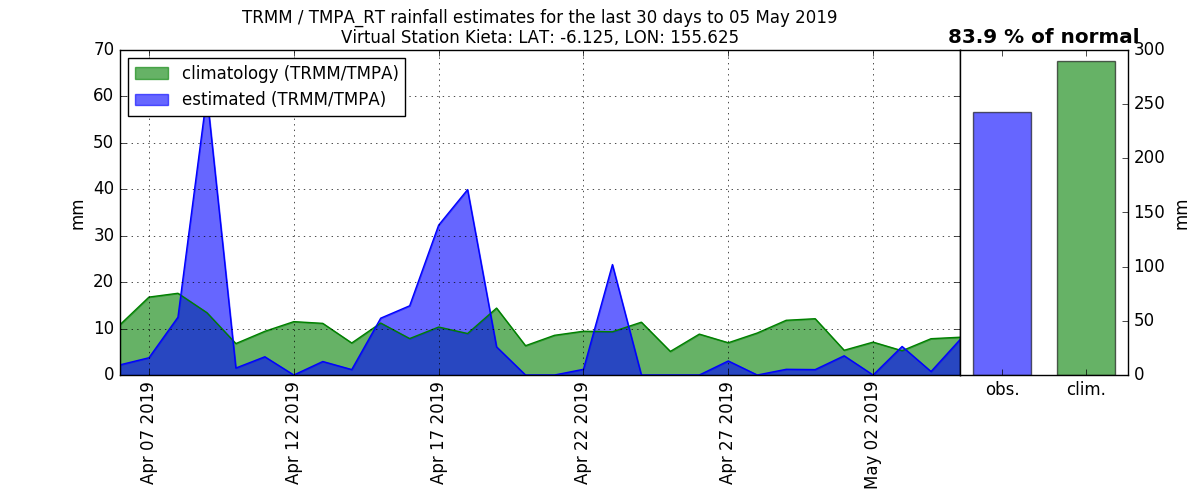 TRMM / TMPA_RT rainfall estimates for the last 30 days to 05 May 2019
Virtual Station Kieta: LAT: -6.125, LON: 155.625
83.9 % of normal
climatology (TRMM/TMPA)
estimated (TRMM/TMPA)
70
60
50
40
30
20
10
0
mm
Apr 07 2019
Apr 12 2019
Apr 17 2019
Apr 22 2019
Apr 27 2019
May 02 2019
obs.
clim.
300
250
200
150
100
50
0
mm